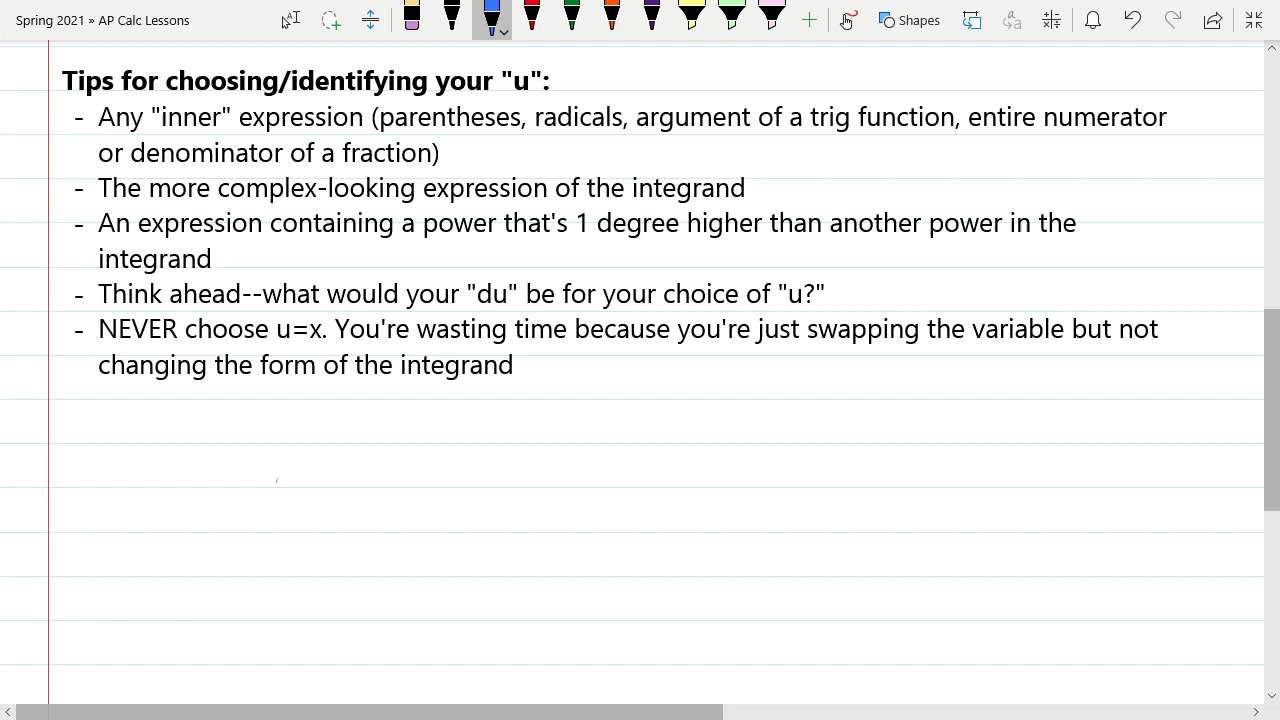 Spring 2021 » AP Calc Lessons
Shapes
Tips for choosing/identifying your "u":
- Any "inner" expression (parentheses, radicals, argument of a trig function, entire numerator
or denominator of a fraction)
- The more complex-looking expression of the integrand
- An expression containing a power that's 1 degree higher than another power in the
integrand
- Think ahead--what would your "du" be for your choice of "u?"
- NEVER choose u=x. You're wasting time because you're just swapping the variable but not
changing the form of the integrand